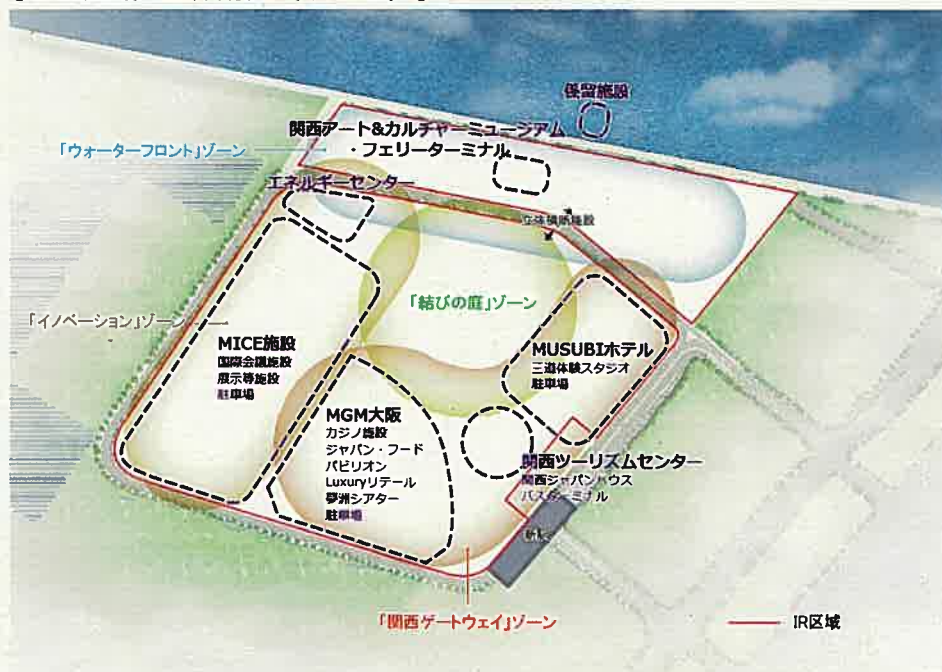 係留施設
関西アート&カルチャーミュージアム
・フェリーターミナル
「ウォーターフロント」ゾーン
エネルギーセンター
立体横断施設
「結びの庭」ゾーン
「イノベーション」ゾーン
MICE施設
国際会議施設
展示等施設
駐車場
MUSUBIホテル
三道体験スタジオ
駐車場
MGM大阪
カジノ施設
ジャパン・フード
パビリオン
Luxuryリテール
夢洲シアター
駐車場
関西ツーリズムセンター
関西ジャパンハウス
バスターミナル
「関西ゲートウェイ」ゾーン
IR区域